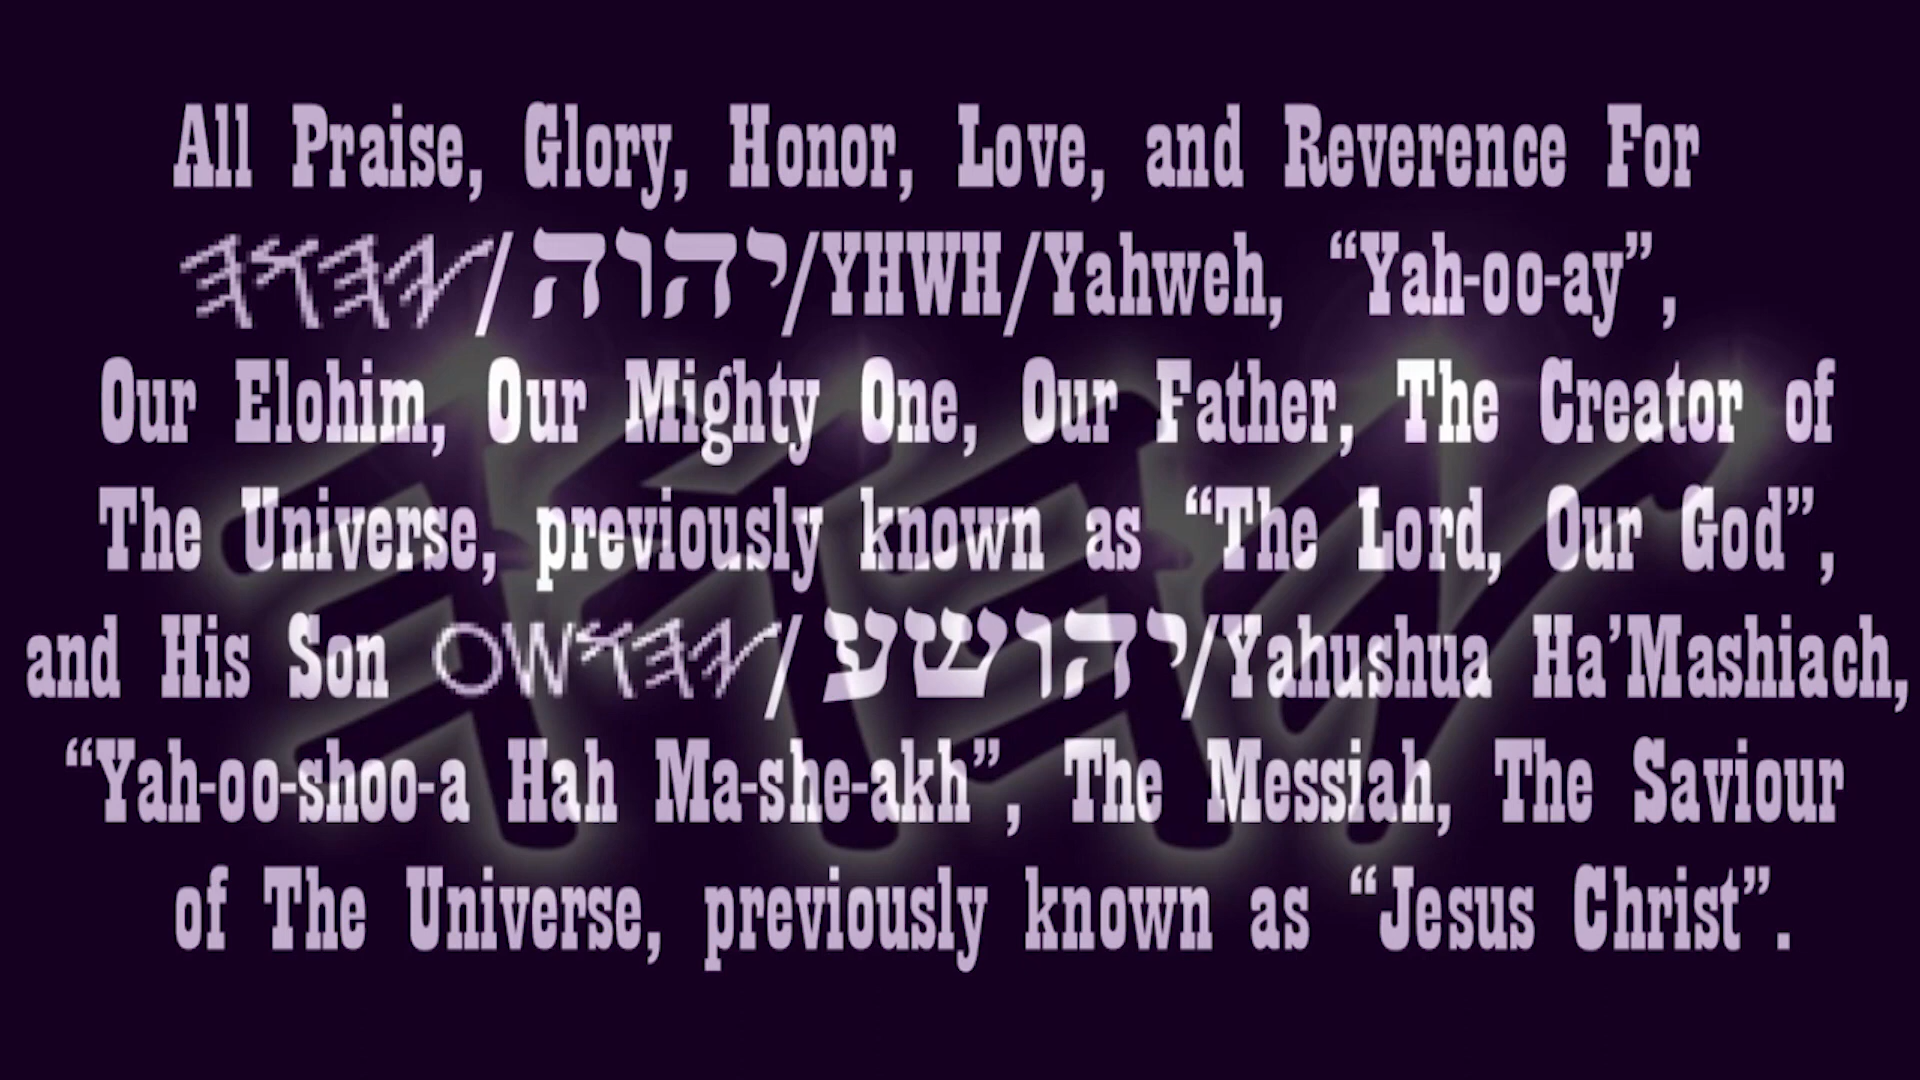 All Praise, Glory, Honor, Love, and Reverence For
𐤉𐤄𐤅𐤄/יהוה/YHWH/Yahweh, “Yah-oo-ay”,
Our Elohim, Our Mighty One, Our Father, The Creator of
The Universe, previously known as “The Lord, Our God”,
and His Son 𐤉𐤄𐤅𐤔𐤏/יהושע/Yahushua Ha’Mashiach,
“Yah-oo-shoo-a Hah Ma-she-akh”, The Messiah, The Saviour
of The Universe, previously known as “Jesus Christ”.